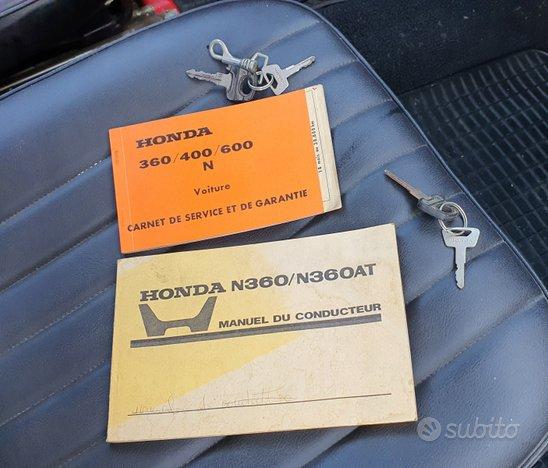 HONDA
360/400/600
N
Voiture
CARNET DE SERVICE ET DE GARANTIE
HONDA N360/N360AT
MANUEL DU CONDUCTEUR
subito